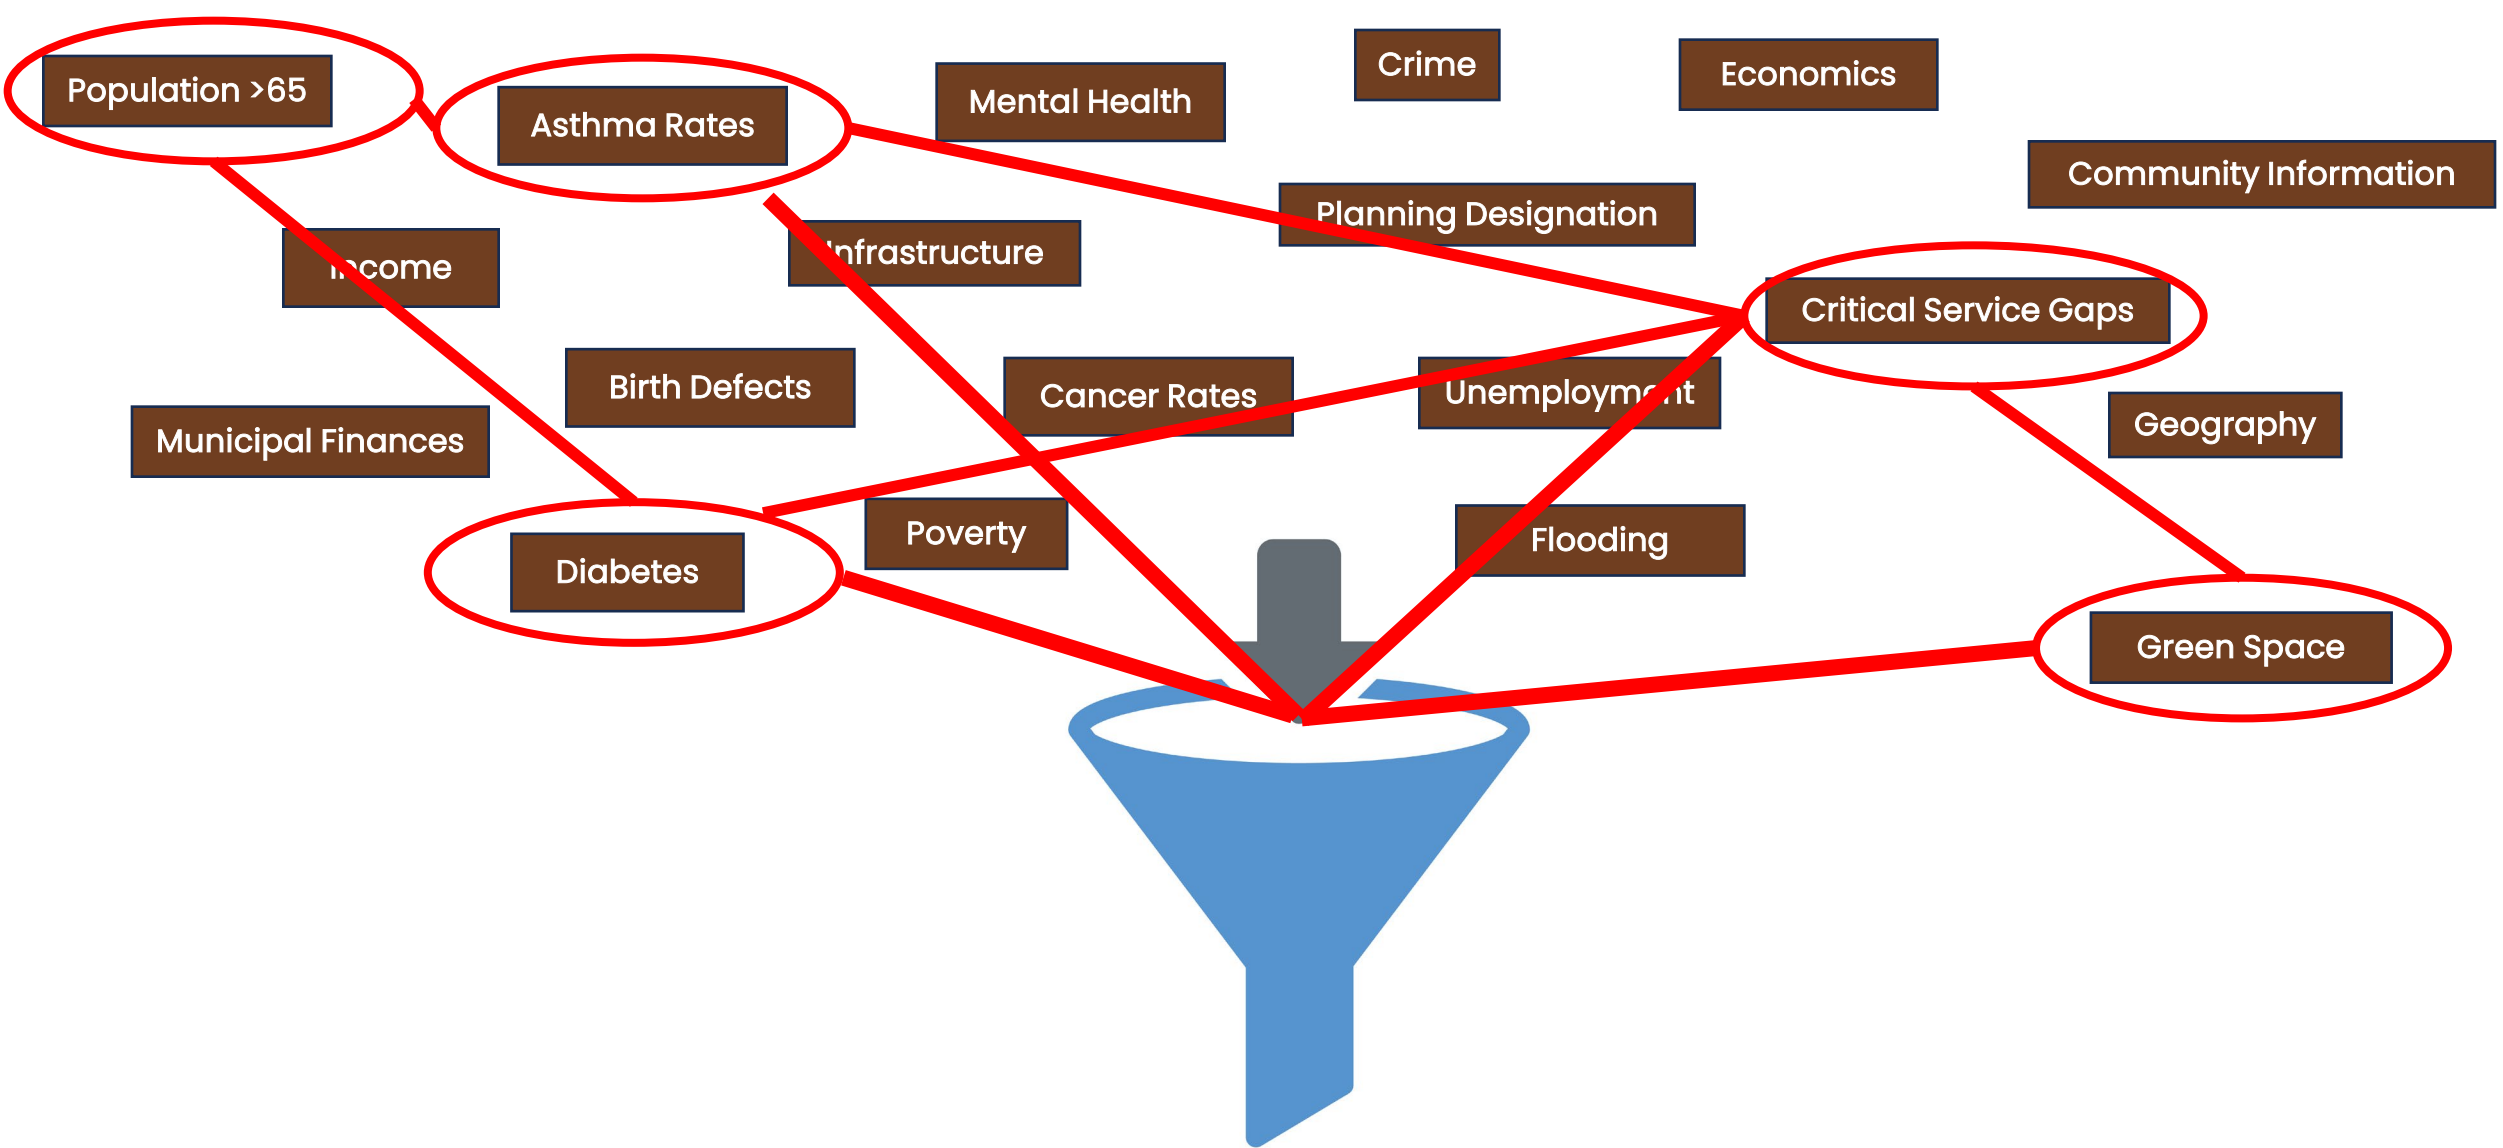 Crime
Economics
Population >65
Mental Health
Asthma Rates
Community Information
Planning Designation
Infrastructure
Income
Critical Service Gaps
Birth Defects
Cancer Rates
Unemployment
Geography
Municipal Finances
Poverty
Flooding
Diabetes
Green Space